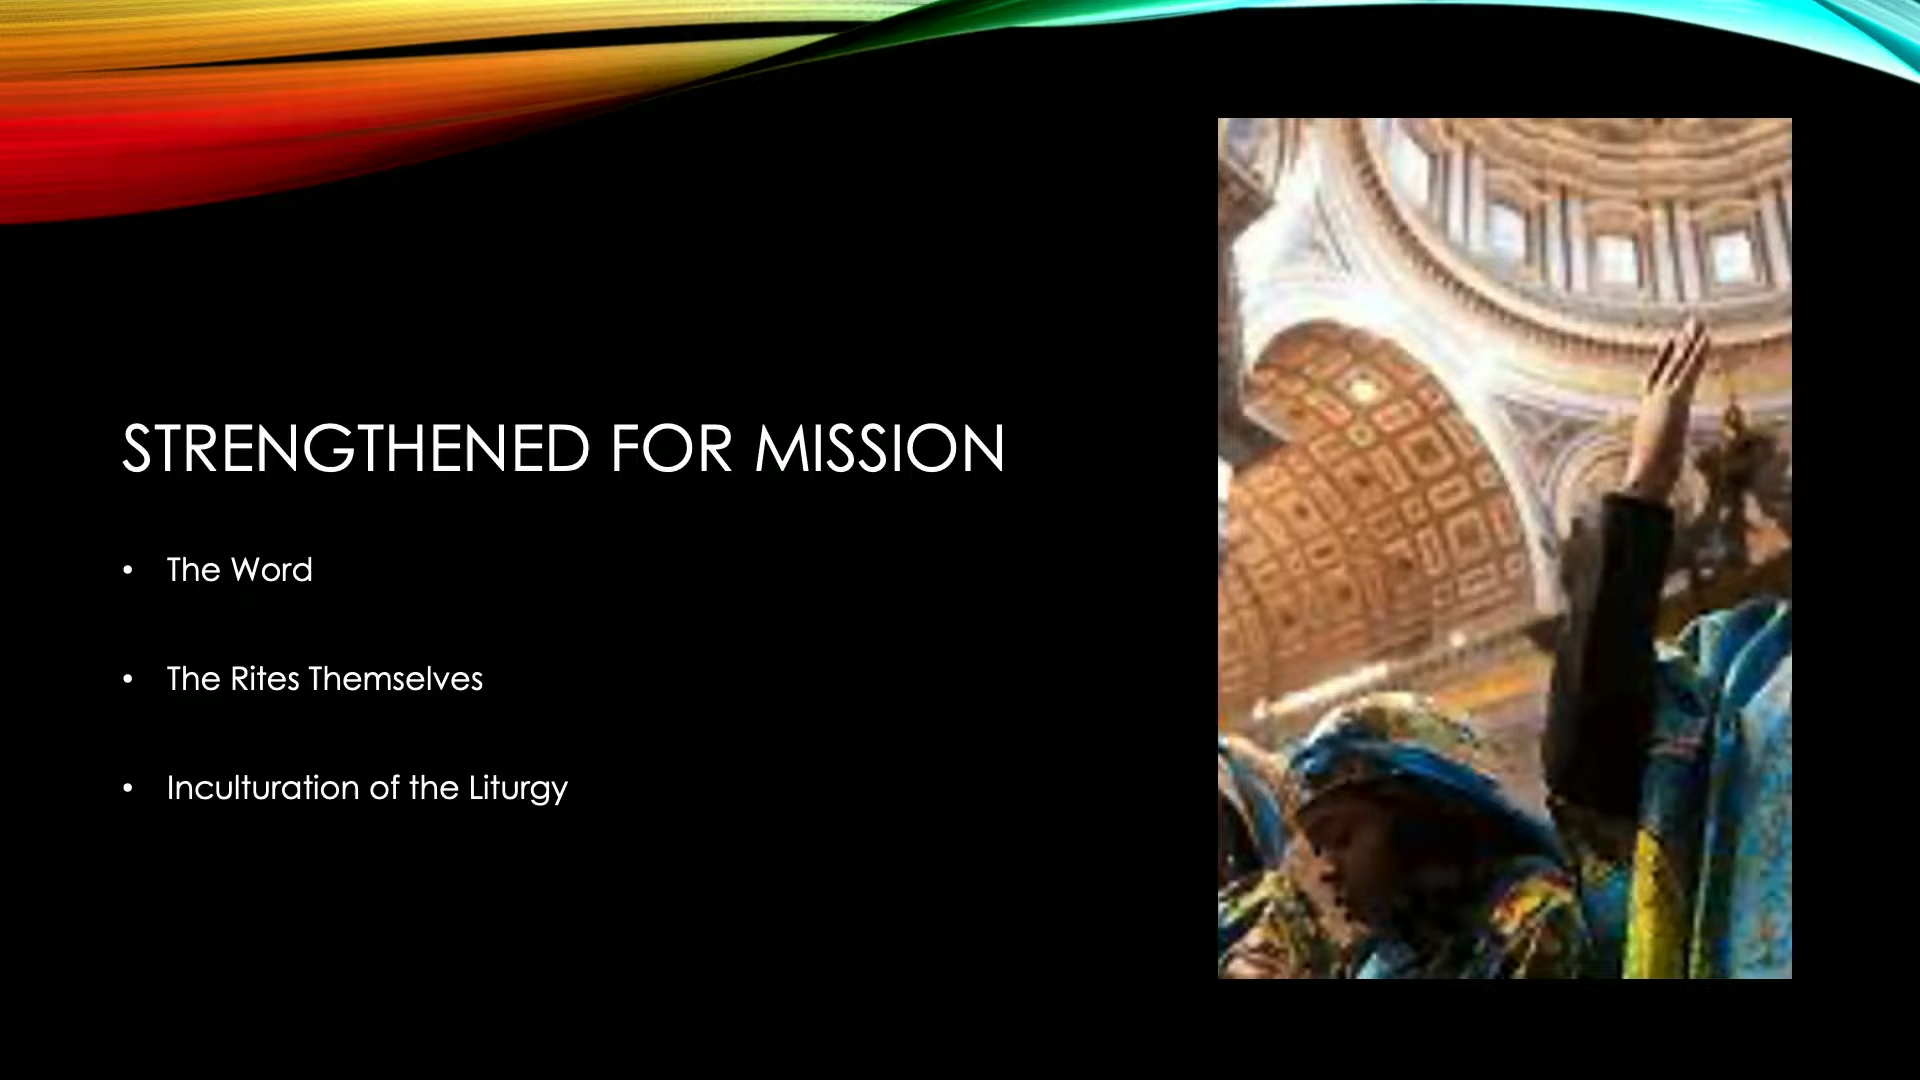 STRENGTHENED FOR MISSION
• The Word
• The Rites Themselves
• Inculturation of the Liturgy